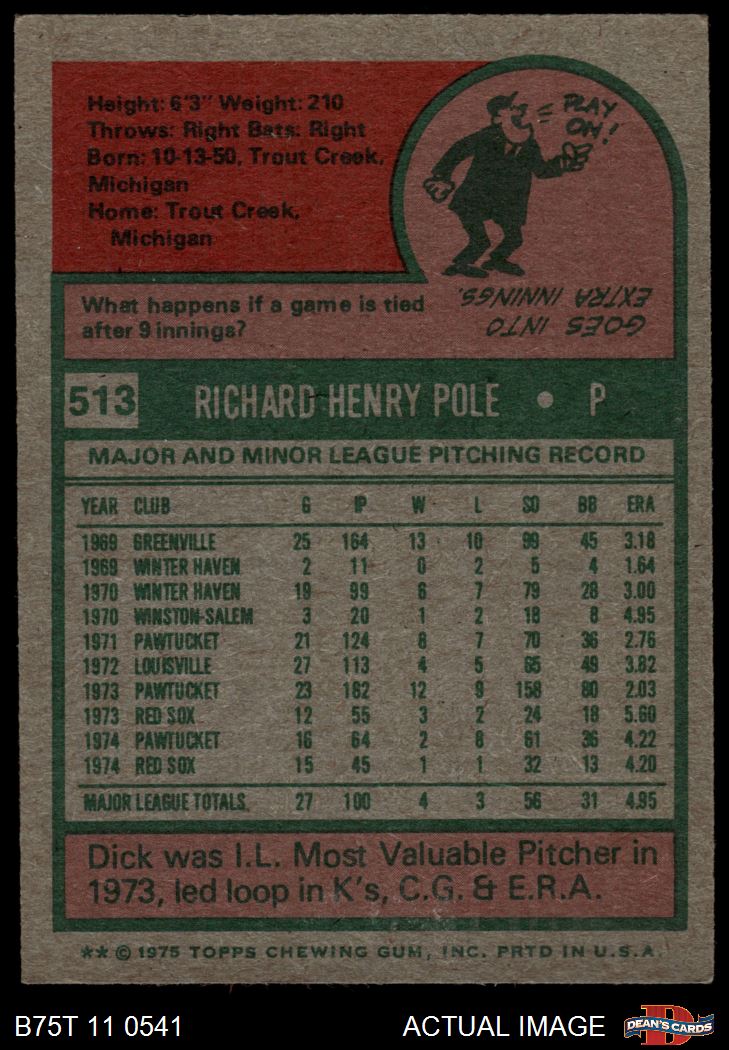 Height: 6'3" Weight: 210
Throws: Right Bats: Right
Born: 10-13-50, Trout Creek,
Michigan
Home: Trout Creek,
Michigan
PLAY
ON!
What happens if a game is tied
after 9 innings?
GOES INTO
EXTRA INNINGS.
513 RICHARD HENRY POLE • P
MAJOR AND MINOR LEAGUE PITCHING RECORD
YEAR CLUB G IP W L SO BB ERA
1969 GREENVILLE 25 164 13 10 99 45 3.18
1969 WINTER HAVEN 2 11 0 2 5 4 1.64
1970 WINTER HAVEN 19 99 6 7 79 28 3.00
1970 WINSTON-SALEM 3 20 1 2 18 8 4.95
1971 PAWTUCKET 21 124 8 7 70 36 2.76
1972 LOUISVILLE 27 113 4 5 65 49 3.82
1973 PAWTUCKET 23 182 12 9 158 80 2.03
1973 RED SOX 12 55 3 2 24 18 5.60
1974 PAWTUCKET 16 64 2 8 61 36 4.22
1974 RED SOX 15 45 1 1 32 13 4.20
MAJOR LEAGUE TOTALS 27 100 4 3 56 31 4.95
Dick was I.L. Most Valuable Pitcher in
1973, led loop in K's, C.G. & E.R.A.
** © 1975 TOPPS CHEWING GUM, INC. PRTD IN U.S.A.
B75T 11 0541 ACTUAL IMAGE DEAN'S CARDS